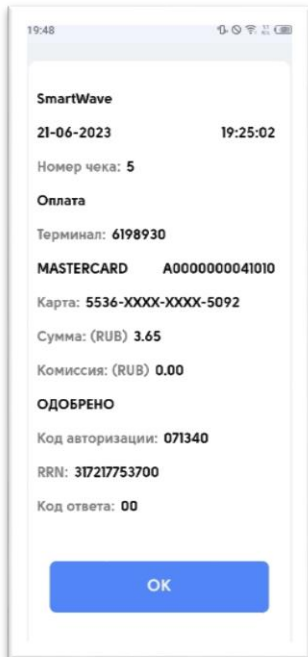 19:48
SmartWave
21-06-2023 19:25:02
Номер чека: 5
Оплата
Терминал: 6198930
MASTERCARD A0000000041010
Карта: 5536-XXXX-XXXX-5092
Сумма: (RUB) 3.65
Комиссия: (RUB) 0.00
ОДОБРЕНО
Код авторизации: 071340
RRN: 317217753700
Код ответа: 00
ОК